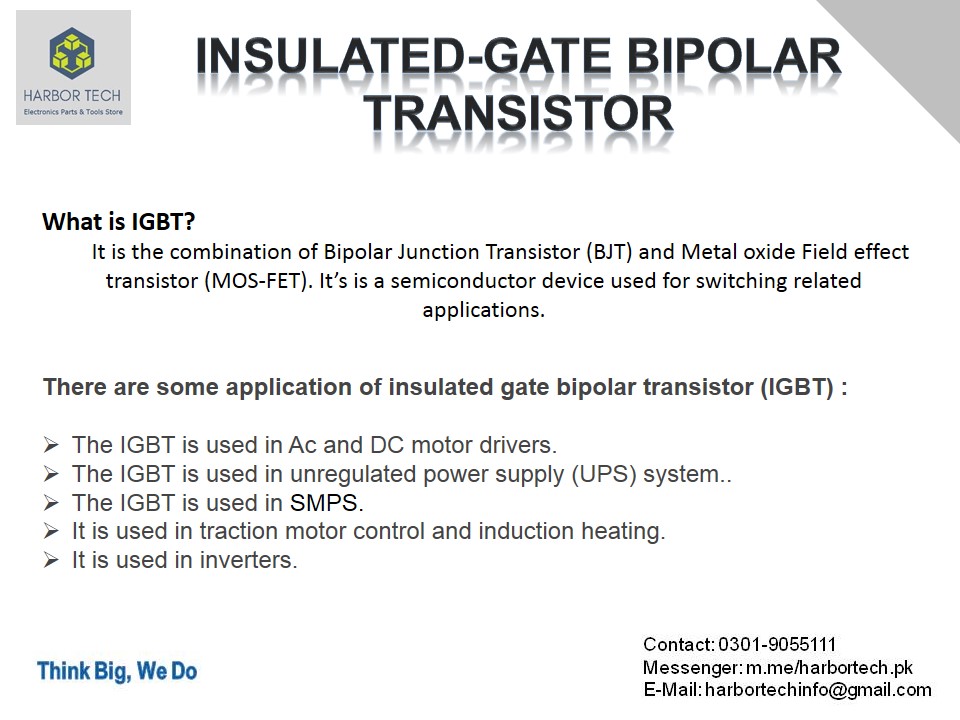 HARBOR TECH
Electronics Parts & Tools Store
INSULATED-GATE BIPOLAR
TRANSISTOR
What is IGBT?
It is the combination of Bipolar Junction Transistor (BJT) and Metal oxide Field effect
transistor (MOS-FET). It’s is a semiconductor device used for switching related
applications.
There are some application of insulated gate bipolar transistor (IGBT) :
➢ The IGBT is used in Ac and DC motor drivers.
➢ The IGBT is used in unregulated power supply (UPS) system..
➢ The IGBT is used in SMPS.
➢ It is used in traction motor control and induction heating.
➢ It is used in inverters.
Think Big, We Do
Contact: 0301-9055111
Messenger: m.me/harbortech.pk
E-Mail: harbortechinfo@gmail.com